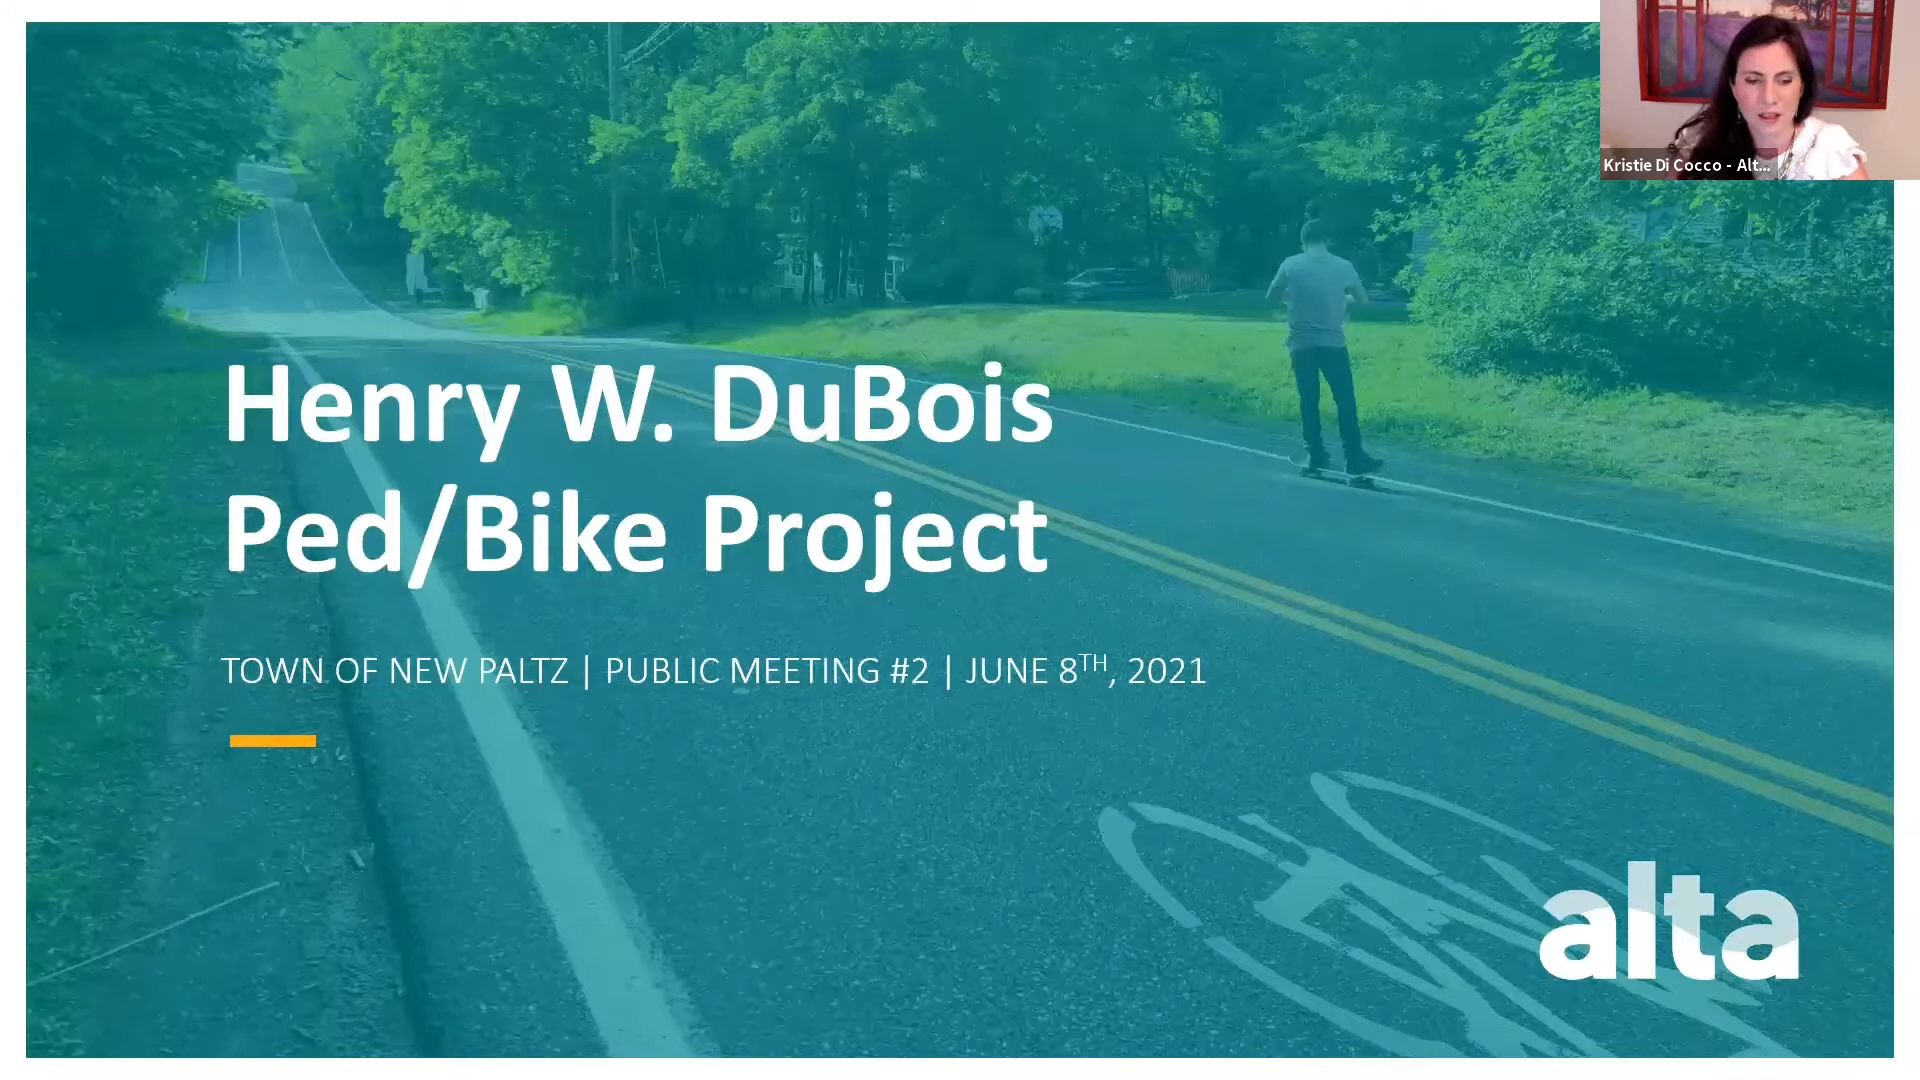 Kristie Di Cocco - Alt...
Henry W. DuBois
Ped/Bike Project
TOWN OF NEW PALTZ | PUBLIC MEETING #2 | JUNE 8TH, 2021
alta